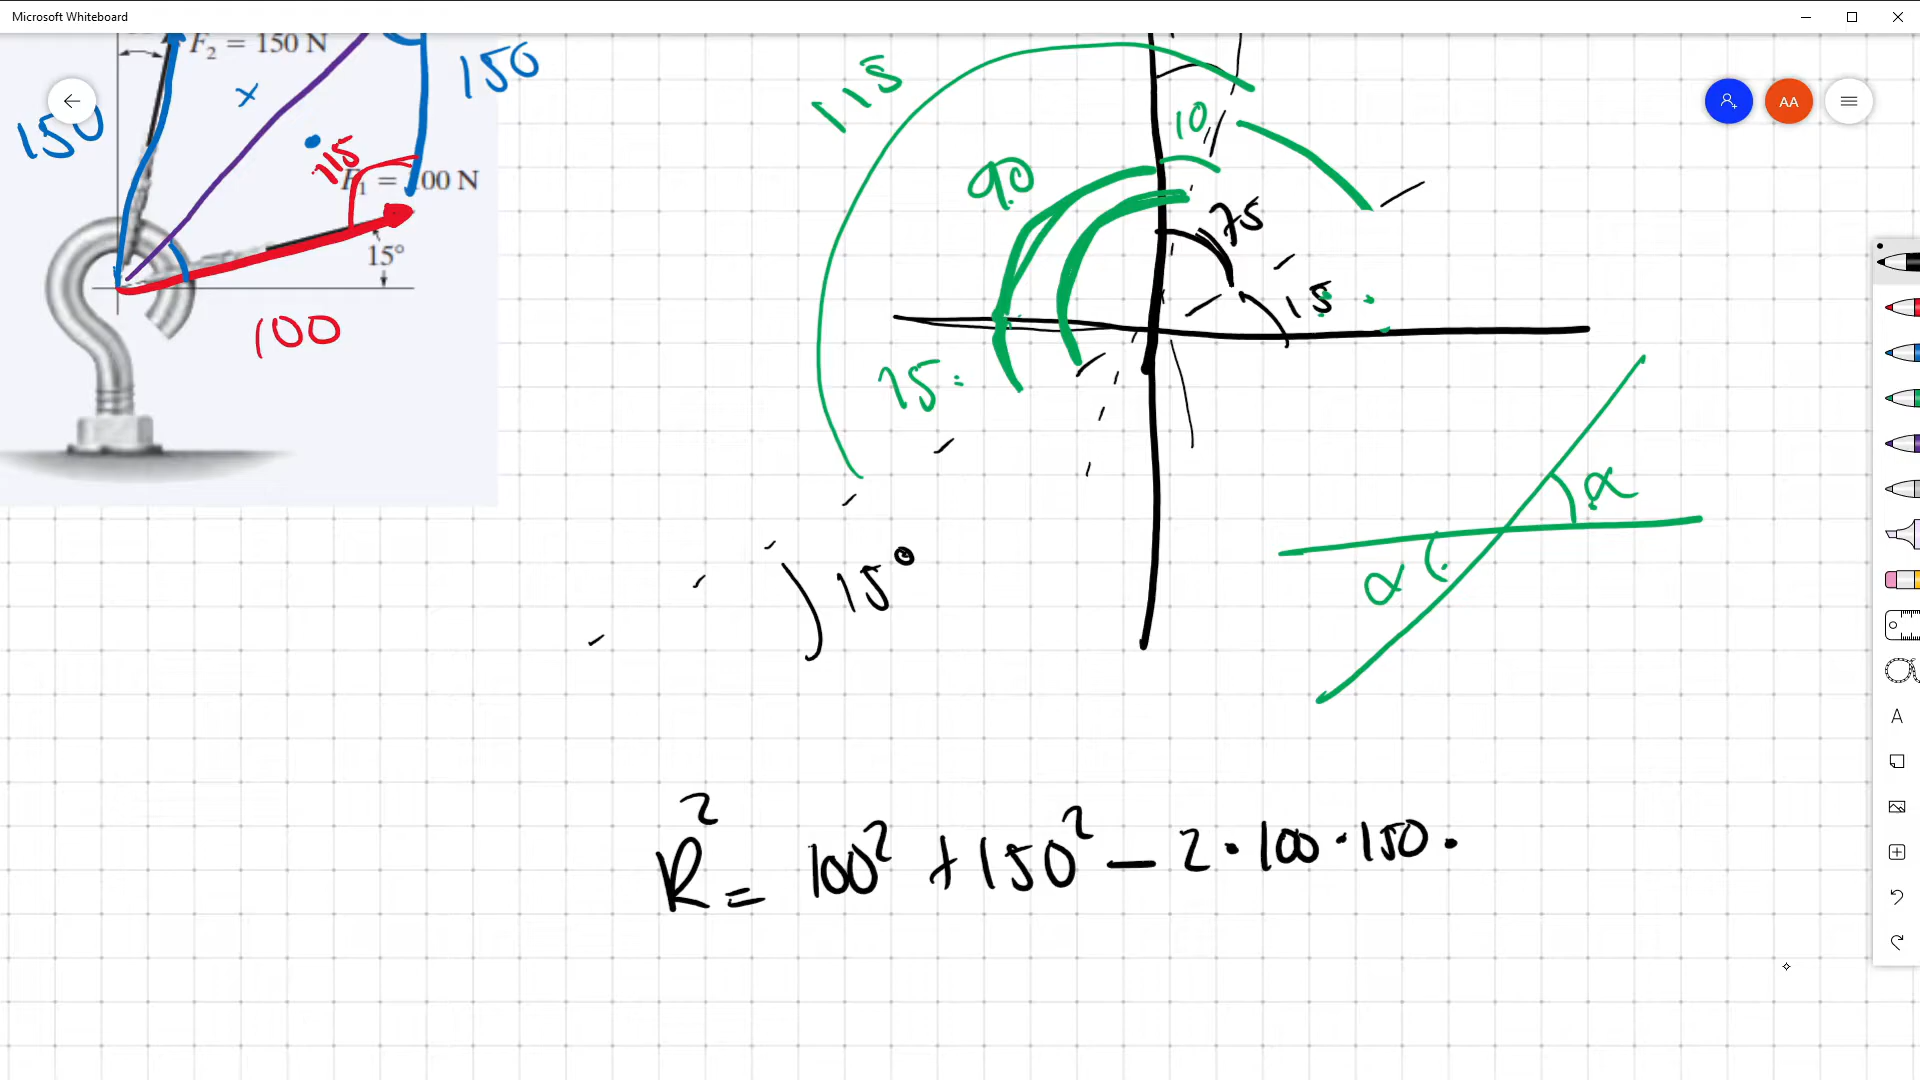 Microsoft Whiteboard
F₂ = 150 N
150
x
150
115
F₁ = 100 N
15°
100
115
10
90
75
15
15
15°
α
α
R² = 100² + 150² - 2 · 100 · 150 ·
AA
A